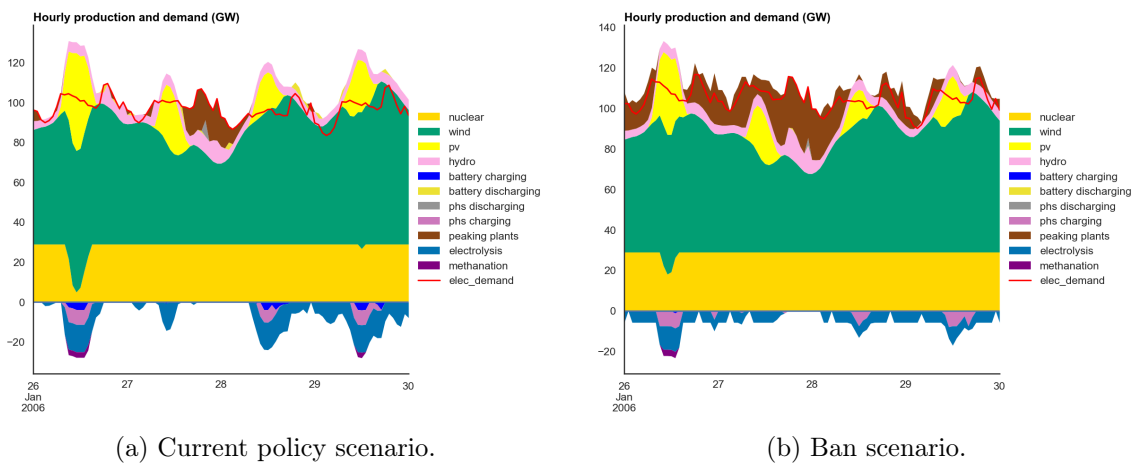 Hourly production and demand (GW)
120
100
80
60
40
20
0
−20
26
Jan
2006
27
28
29
30
nuclear
wind
pv
hydro
battery charging
battery discharging
phs discharging
phs charging
peaking plants
electrolysis
methanation
elec_demand
(a) Current policy scenario.
Hourly production and demand (GW)
140
120
100
80
60
40
20
0
−20
26
Jan
2006
27
28
29
30
nuclear
wind
pv
hydro
battery charging
battery discharging
phs discharging
phs charging
peaking plants
electrolysis
methanation
elec_demand
(b) Ban scenario.